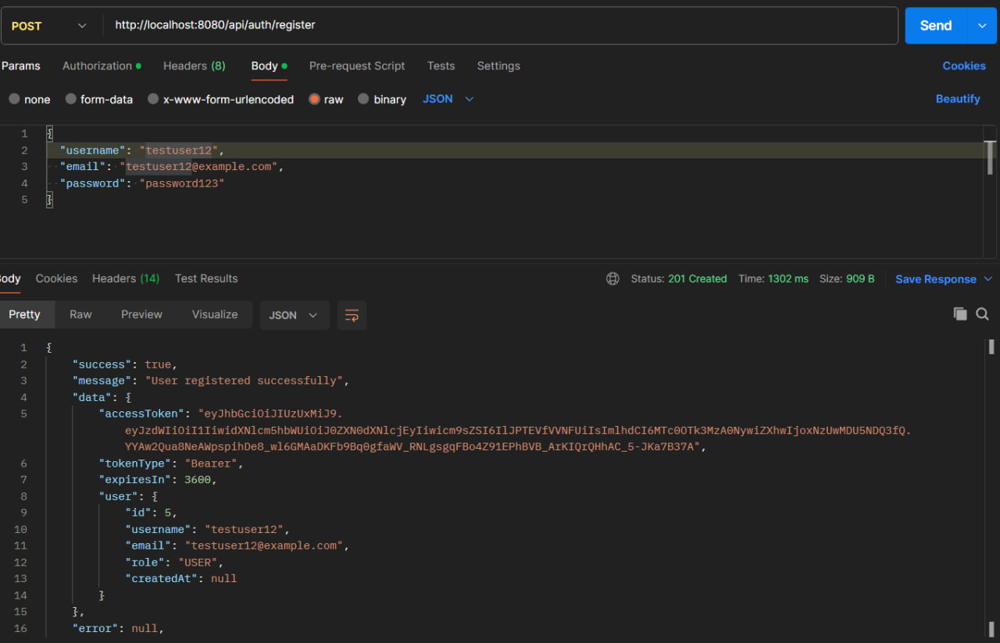 POST http://localhost:8080/api/auth/register Send
Params Authorization Headers (8) Body Pre-request Script Tests Settings Cookies
none form-data x-www-form-urlencoded raw binary JSON Beautify
1 {
2 "username": "testuser12",
3 "email": "testuser12@example.com",
4 "password": "password123"
5 }
ody Cookies Headers (14) Test Results Status: 201 Created Time: 1302 ms Size: 909 B Save Response
Pretty Raw Preview Visualize JSON
1 {
2 "success": true,
3 "message": "User registered successfully",
4 "data": {
5 "accessToken": "eyJhbGciOiJIUzUxMiJ9.
eyJzdWIiOiI1IiwidXNlcm5hbWUiOiJ0ZXN0dXNlcjEyIiwicm9sZSI6IlJPTEVfVVNFUiIsImlhdCI6MTc0OTk3MzA0NywiZXhwIjoxNzUwMDU5NDQ3fQ.
YYAw2Qua8NeAWpspihDe8_wl6GMAaDKFb9Bq0gfaWV_RNLgsgqFBo4Z91EPhBVB_ArKIQrQHhAC_5-JKa7B37A",
6 "tokenType": "Bearer",
7 "expiresIn": 3600,
8 "user": {
9 "id": 5,
10 "username": "testuser12",
11 "email": "testuser12@example.com",
12 "role": "USER",
13 "createdAt": null
14 }
15 },
16 "error": null,